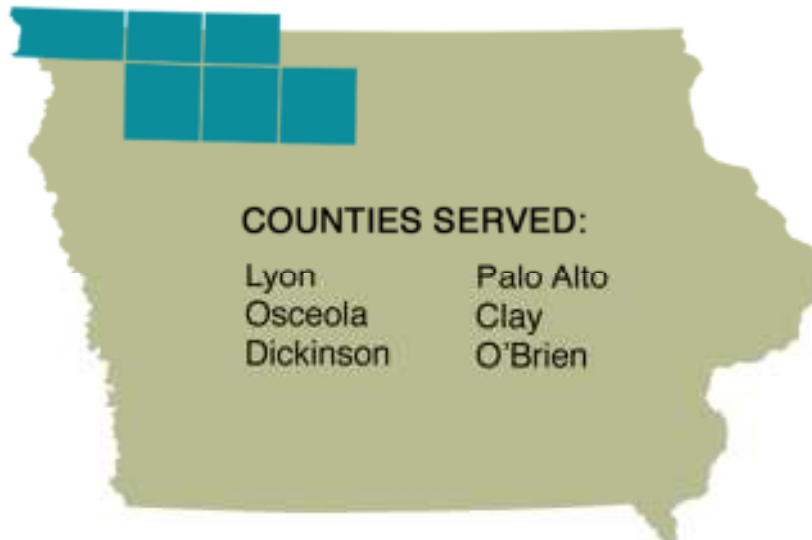 COUNTIES SERVED:
Lyon
Osceola
Dickinson
Palo Alto
Clay
O'Brien